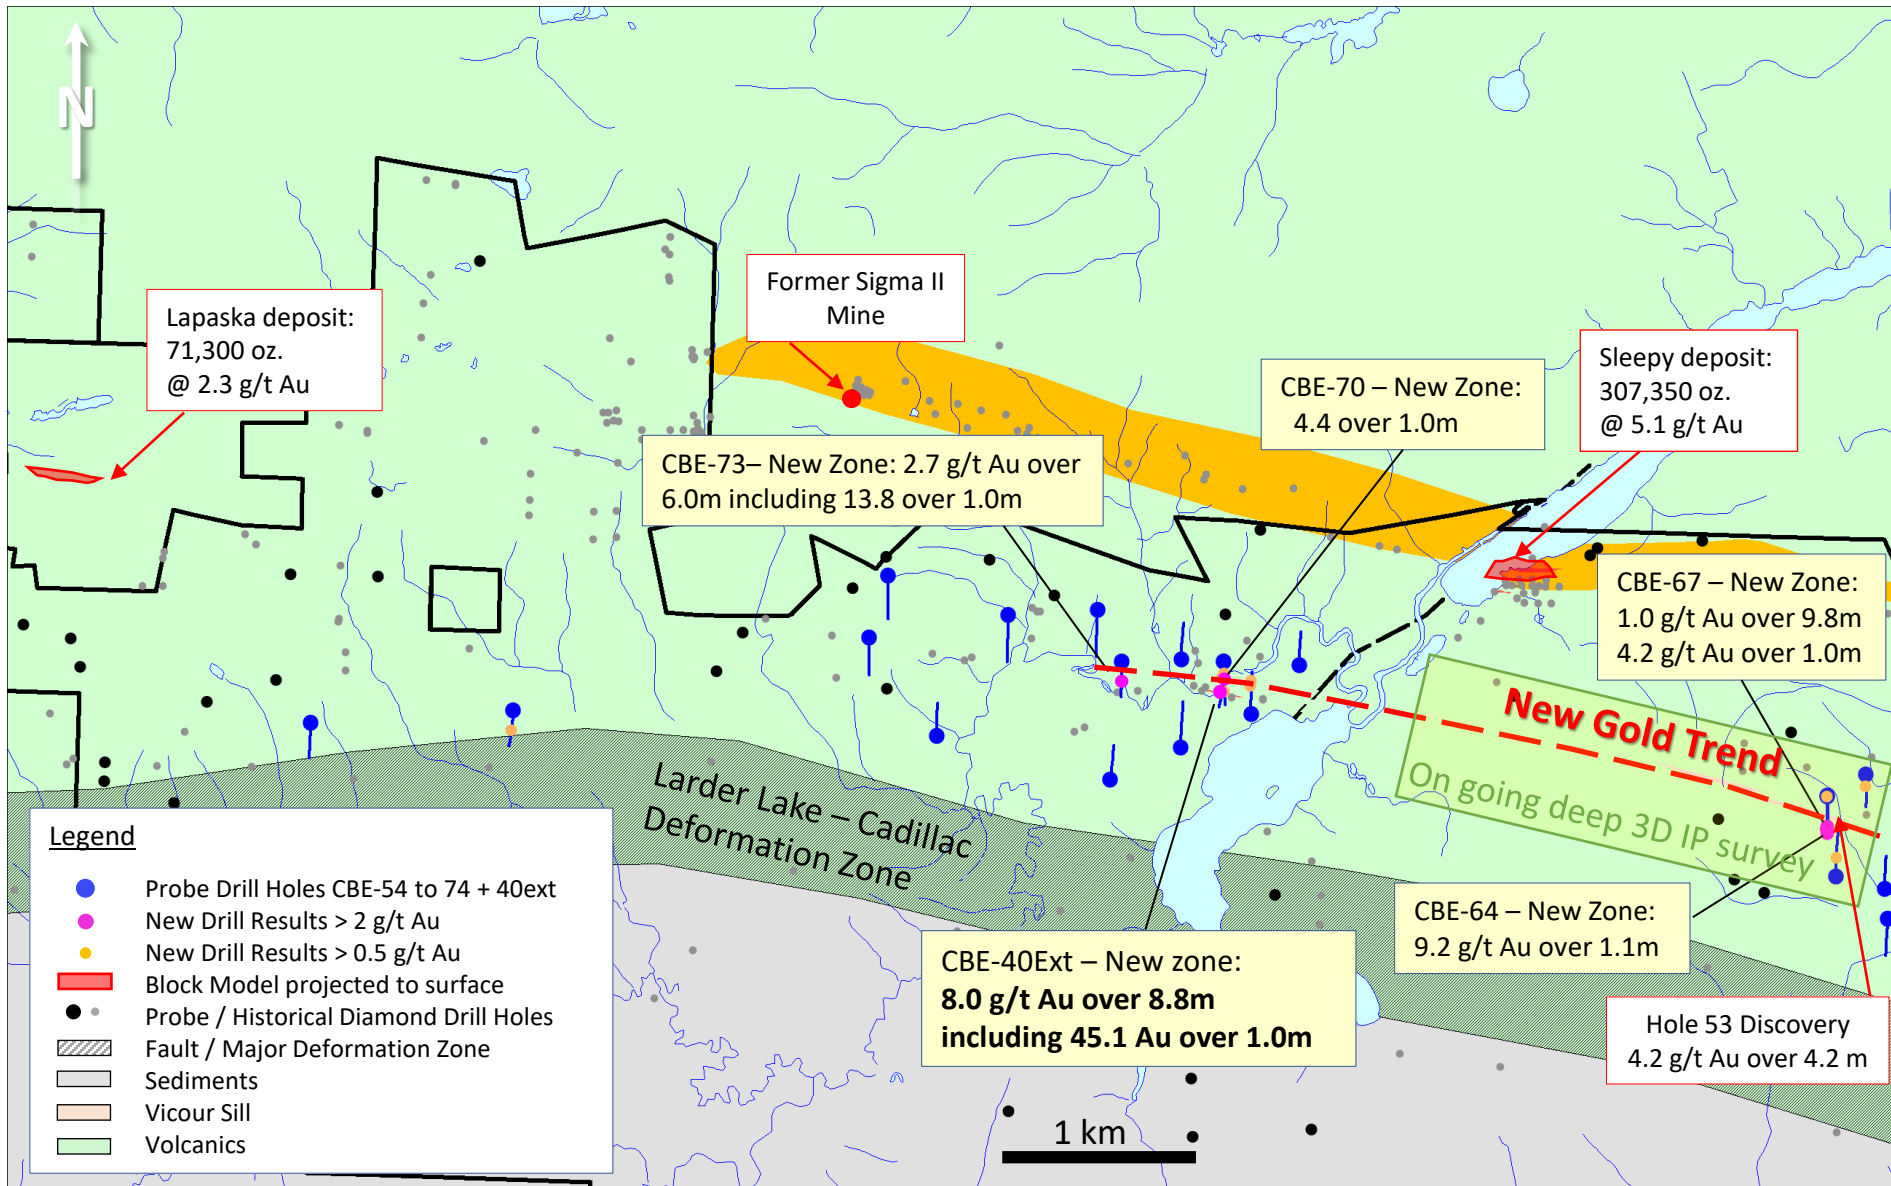 N
Lapaska deposit:
71,300 oz.
@ 2.3 g/t Au
Former Sigma II
Mine
CBE-70 – New Zone:
4.4 over 1.0m
Sleepy deposit:
307,350 oz.
@ 5.1 g/t Au
CBE-73– New Zone: 2.7 g/t Au over
6.0m including 13.8 over 1.0m
CBE-67 – New Zone:
1.0 g/t Au over 9.8m
4.2 g/t Au over 1.0m
New Gold Trend
On going deep 3D IP survey
Larder Lake – Cadillac
Deformation Zone
CBE-64 – New Zone:
9.2 g/t Au over 1.1m
CBE-40Ext – New zone:
8.0 g/t Au over 8.8m
including 45.1 Au over 1.0m
Hole 53 Discovery
4.2 g/t Au over 4.2 m
1 km
Legend
Probe Drill Holes CBE-54 to 74 + 40ext
New Drill Results > 2 g/t Au
New Drill Results > 0.5 g/t Au
Block Model projected to surface
Probe / Historical Diamond Drill Holes
Fault / Major Deformation Zone
Sediments
Vicour Sill
Volcanics